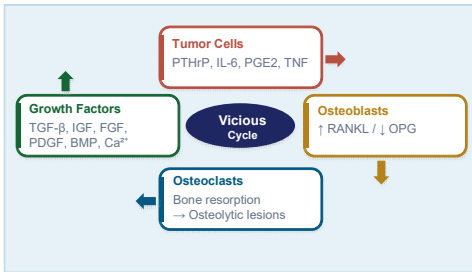 Tumor Cells
PTHrP, IL-6, PGE2, TNF
Growth Factors
TGF-β, IGF, FGF,
PDGF, BMP, Ca²⁺
Vicious
Cycle
Osteoblasts
↑ RANKL / ↓ OPG
Osteoclasts
Bone resorption
→ Osteolytic lesions